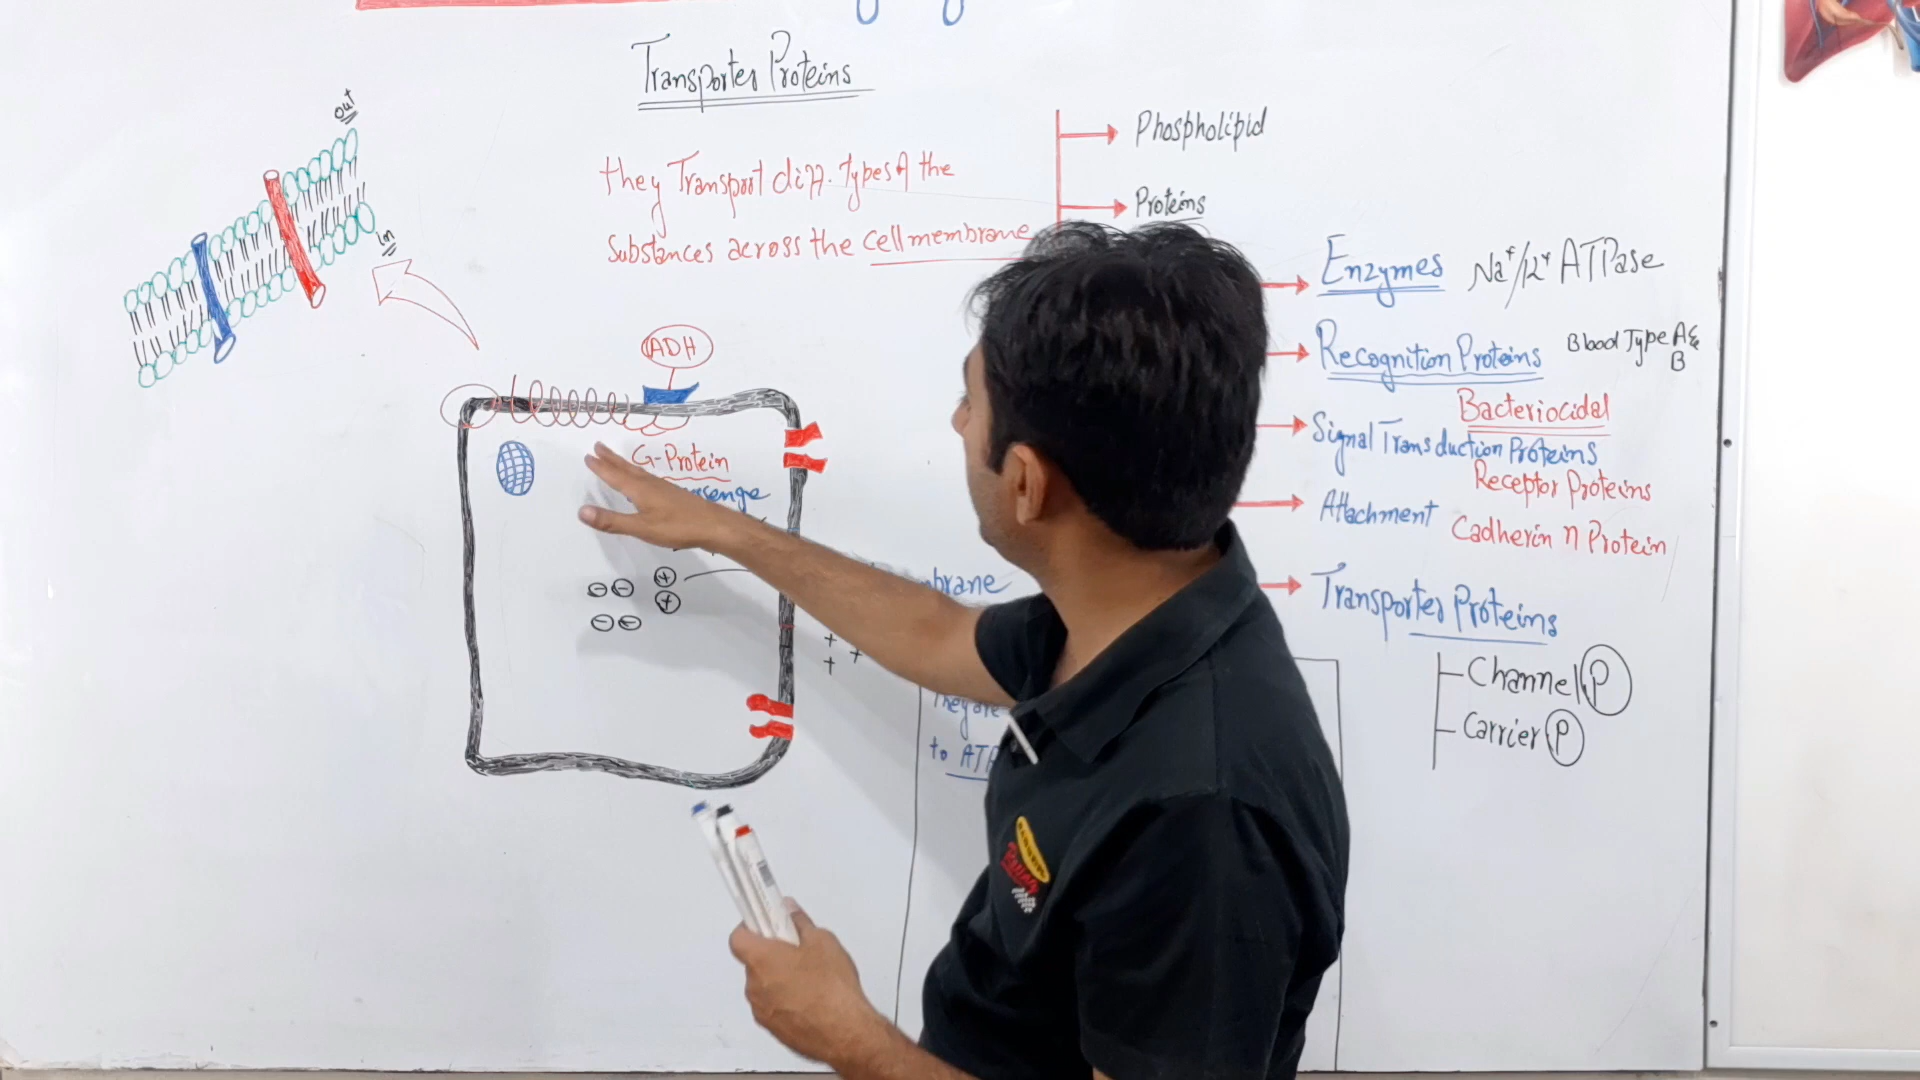 Transporter Proteins
they Transport diff. types of the
substances across the cell membrane
Phospholipid
Proteins
out
in
ADH
G-Protein
Enzymes Na+/K+ ATPase
Recognition Proteins Blood Type A &
B
Bacteriocidal
Signal Transduction Proteins
Receptor Proteins
Attachment Cadherin n Protein
Transporter Proteins
Channel P
Carrier P
They are
to
- - +
- - +
+
+ +